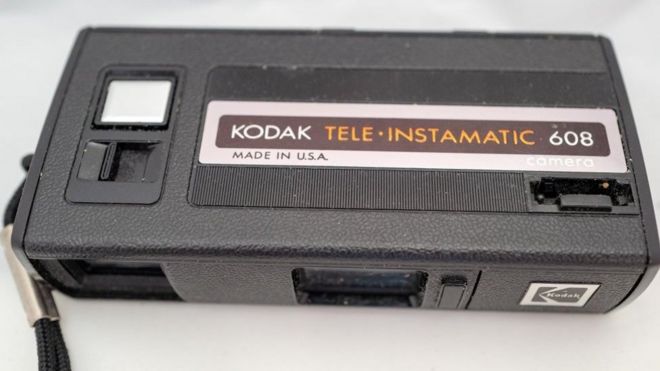 KODAK TELE•INSTAMATIC 608
MADE IN U.S.A.
camera
Kodak